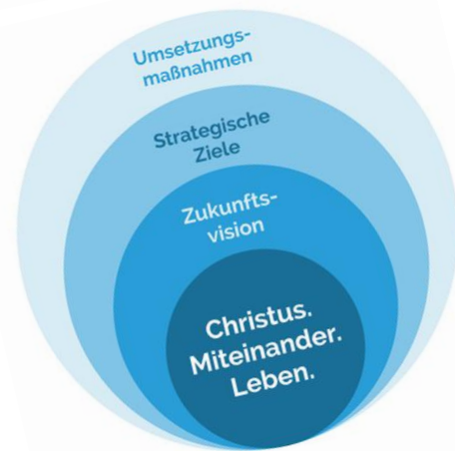 Umsetzungs-
maßnahmen
Strategische
Ziele
Zukunfts-
vision
Christus.
Miteinander.
Leben.